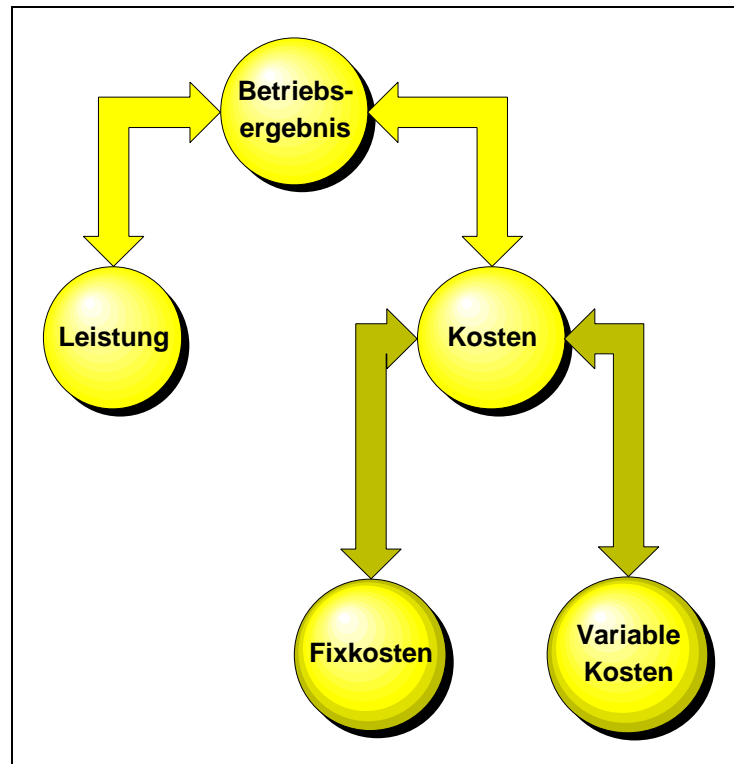 Betriebs-
ergebnis
Leistung
Kosten
Fixkosten
Variable
Kosten